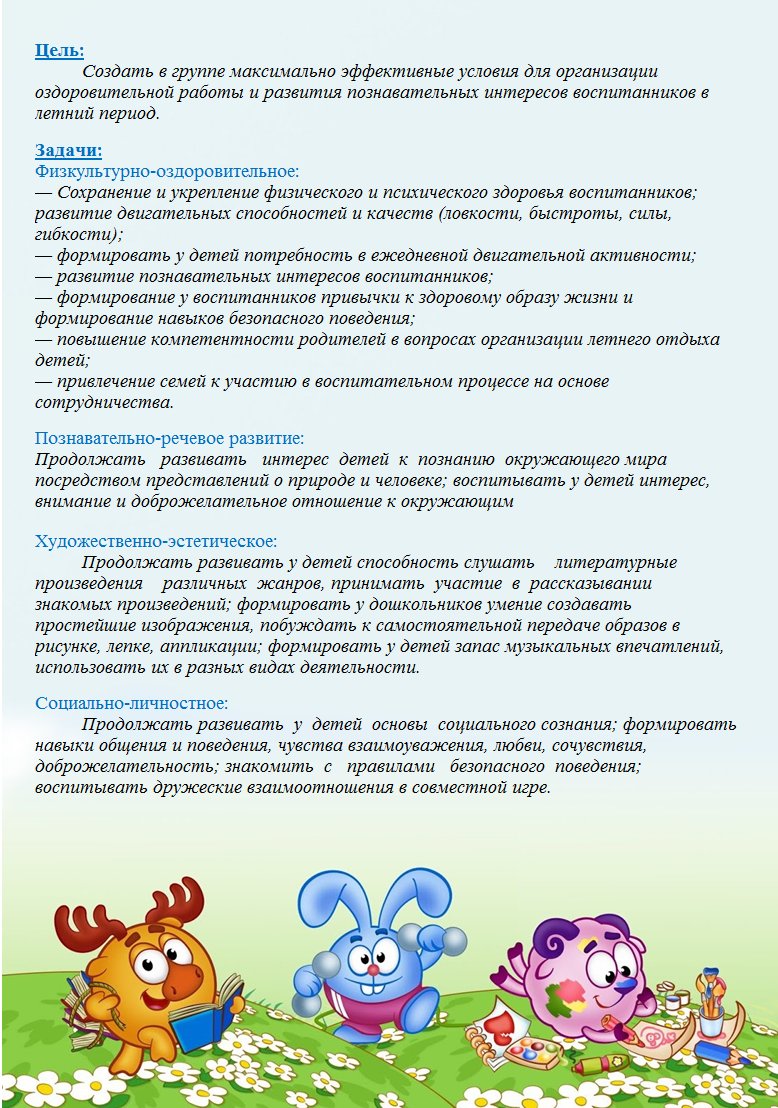 Цель:
Создать в группе максимально эффективные условия для организации
оздоровительной работы и развития познавательных интересов воспитанников в
летний период.
Задачи:
Физкультурно-оздоровительное:
— Сохранение и укрепление физического и психического здоровья воспитанников;
развитие двигательных способностей и качеств (ловкости, быстроты, силы,
гибкости);
— формировать у детей потребность в ежедневной двигательной активности;
— развитие познавательных интересов воспитанников;
— формирование у воспитанников привычки к здоровому образу жизни и
формирование навыков безопасного поведения;
— повышение компетентности родителей в вопросах организации летнего отдыха
детей;
— привлечение семей к участию в воспитательном процессе на основе
сотрудничества.
Познавательно-речевое развитие:
Продолжать развивать интерес детей к познанию окружающего мира
посредством представлений о природе и человеке; воспитывать у детей интерес,
внимание и доброжелательное отношение к окружающим
Художественно-эстетическое:
Продолжать развивать у детей способность слушать литературные
произведения различных жанров, принимать участие в рассказывании
знакомых произведений; формировать у дошкольников умение создавать
простейшие изображения, побуждать к самостоятельной передаче образов в
рисунке, лепке, аппликации; формировать у детей запас музыкальных впечатлений,
использовать их в разных видах деятельности.
Социально-личностное:
Продолжать развивать у детей основы социального сознания; формировать
навыки общения и поведения, чувства взаимоуважения, любви, сочувствия,
доброжелательность; знакомить с правилами безопасного поведения;
воспитывать дружеские взаимоотношения в совместной игре.